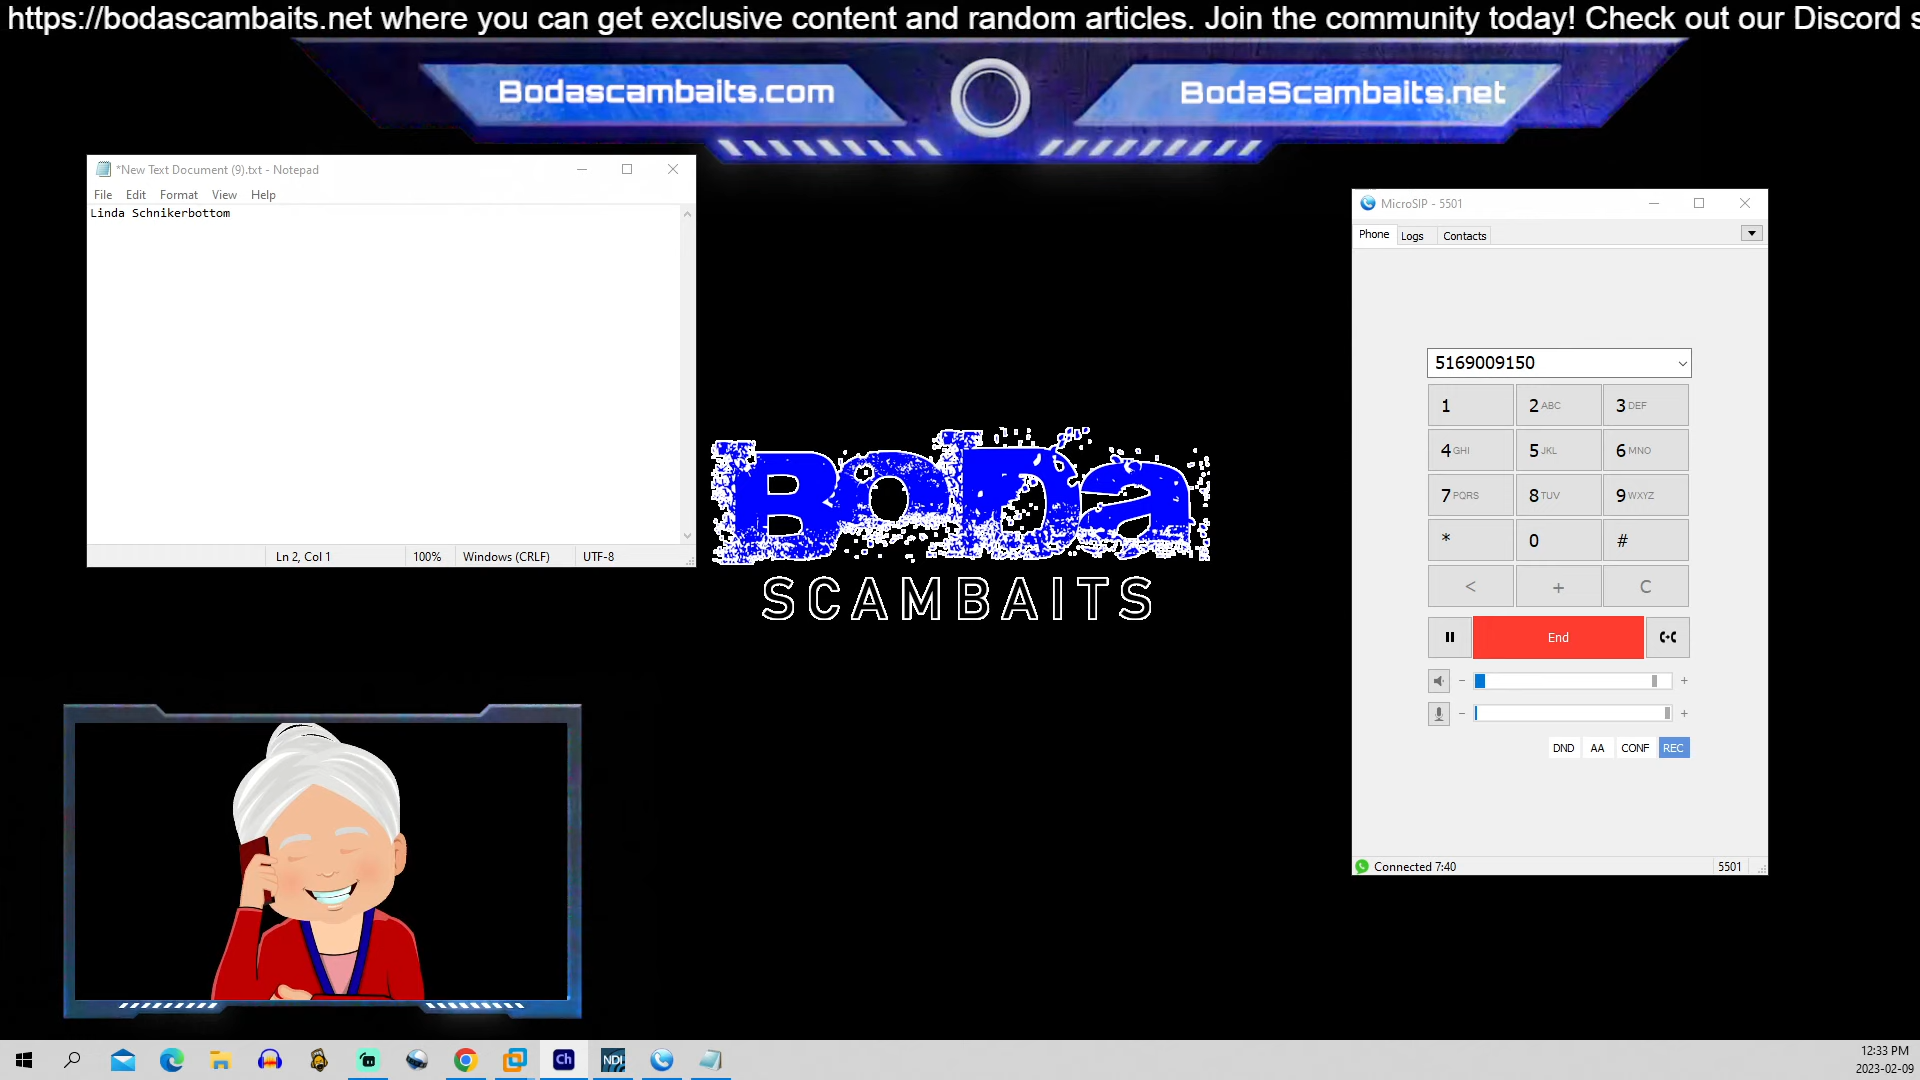 https://bodascambaits.net where you can get exclusive content and random articles. Join the community today! Check out our Discord s
Bodascambaits.com
BodaScambaits.net
*New Text Document (9).txt - Notepad
File Edit Format View Help
Linda Schnikerbottom
Ln 2, Col 1 100% Windows (CRLF) UTF-8
MicroSIP - 5501
Phone Logs Contacts
5169009150
1 2 ABC 3 DEF
4 GHI 5 JKL 6 MNO
7 PQRS 8 TUV 9 WXYZ
* 0 #
< + C
End
- +
- +
DND AA CONF REC
Connected 7:40 5501
BoDa
SCAMBAITS
Ch NDI
12:33 PM
2023-02-09